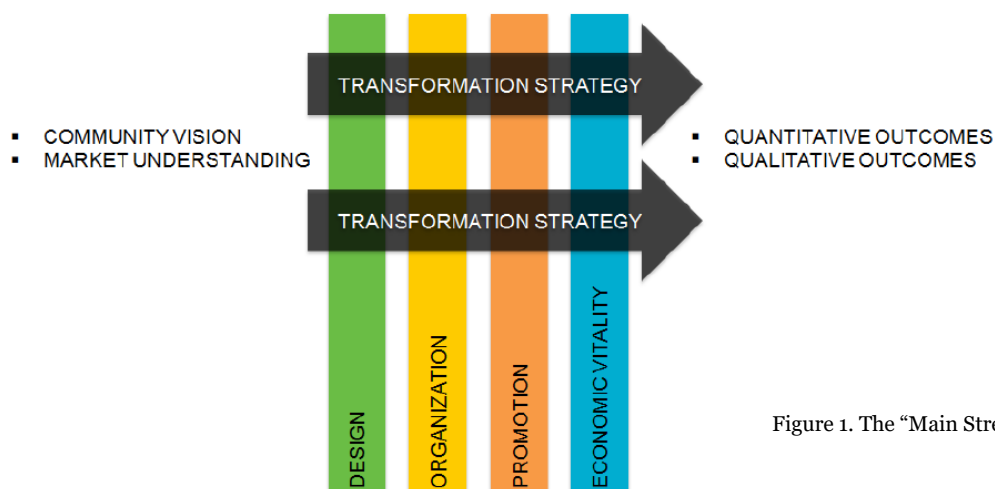 TRANSFORMATION STRATEGY
▪ COMMUNITY VISION
▪ MARKET UNDERSTANDING
▪ QUANTITATIVE OUTCOMES
▪ QUALITATIVE OUTCOMES
TRANSFORMATION STRATEGY
DESIGN
ORGANIZATION
PROMOTION
ECONOMIC VITALITY
Figure 1. The “Main Stre